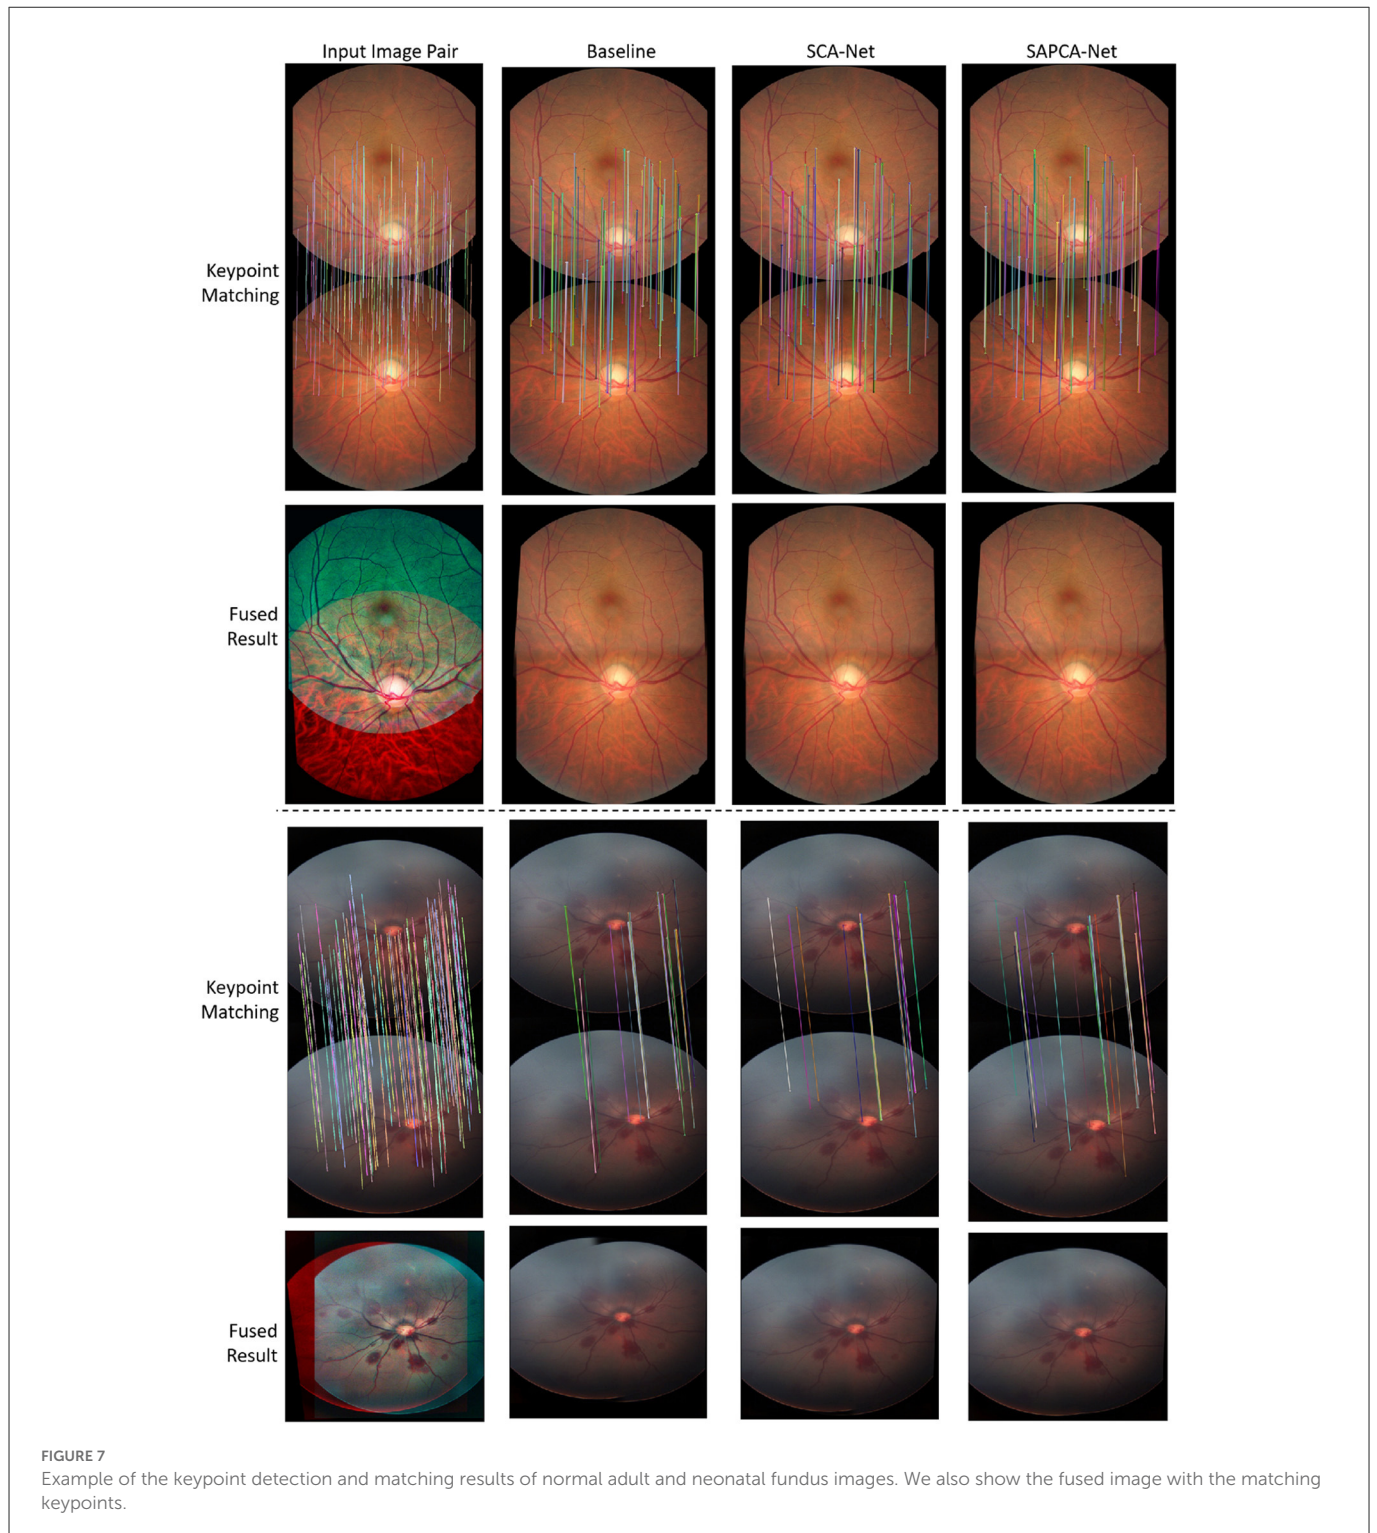 Input Image Pair Baseline SCA-Net SAPCA-Net
Keypoint
Matching
Fused
Result
Keypoint
Matching
Fused
Result
FIGURE 7
Example of the keypoint detection and matching results of normal adult and neonatal fundus images. We also show the fused image with the matching
keypoints.